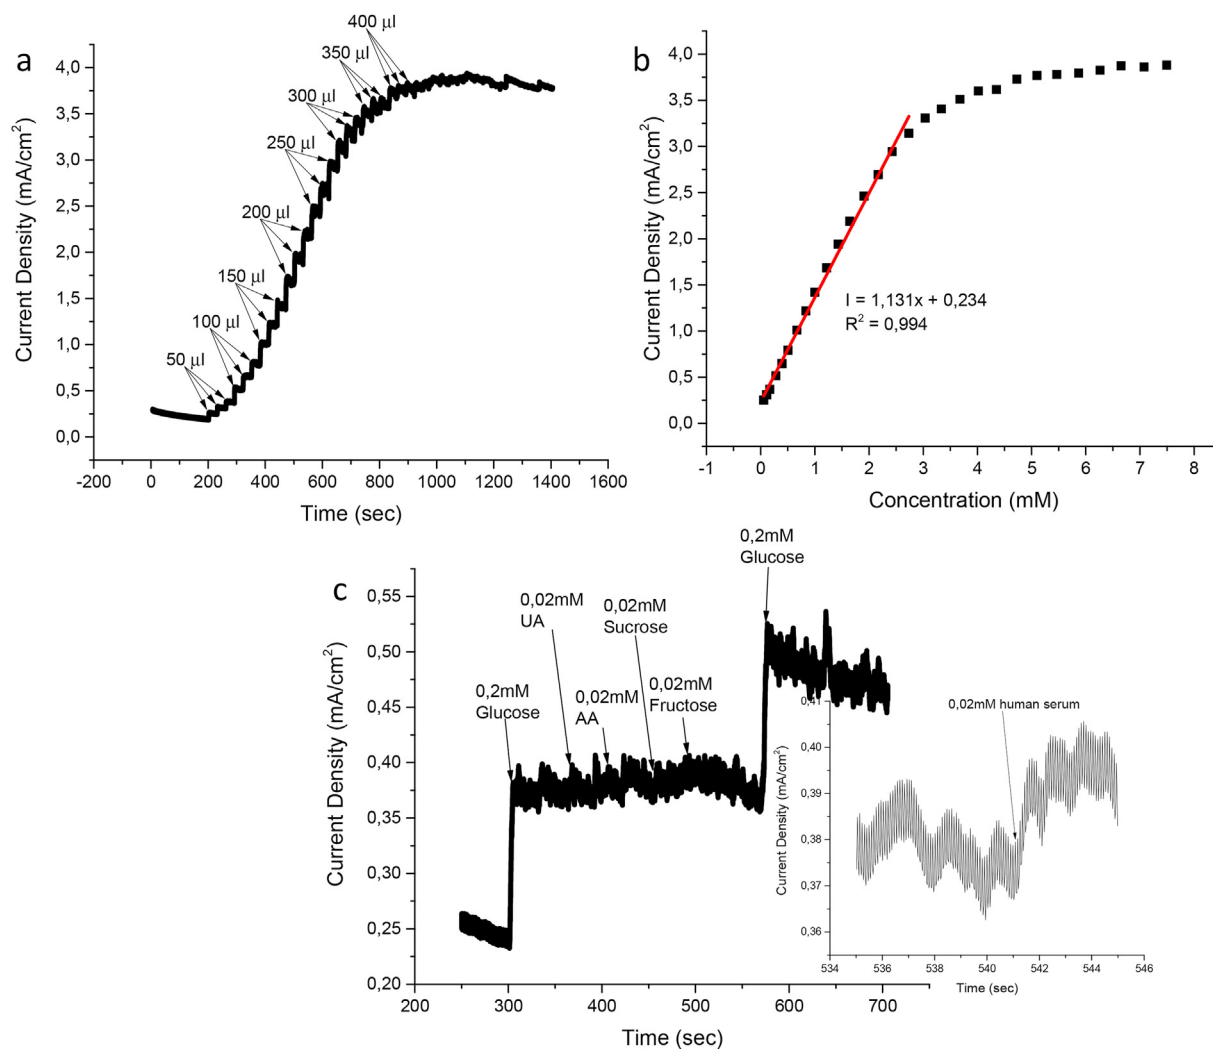 a
4,0
3,5
3,0
2,5
2,0
1,5
1,0
0,5
0,0
Current Density (mA/cm²)
400 µl
350 µl
300 µl
250 µl
200 µl
150 µl
100 µl
50 µl
-200 0 200 400 600 800 1000 1200 1400 1600
Time (sec)
b
4,0
3,5
3,0
2,5
2,0
1,5
1,0
0,5
0,0
Current Density (mA/cm²)
I = 1,131x + 0,234
R² = 0,994
-1 0 1 2 3 4 5 6 7 8
Concentration (mM)
c
0,55
0,50
0,45
0,40
0,35
0,30
0,25
0,20
Current Density (mA/cm²)
0,2mM
Glucose
0,02mM
UA
0,02mM
AA
0,02mM
Sucrose
0,02mM
Fructose
0,2mM
Glucose
200 300 400 500 600 700
Time (sec)
0,41
0,40
0,39
0,38
0,37
0,36
Current Density (mA/cm²)
0,02mM human serum
534 536 538 540 542 544 546
Time (sec)